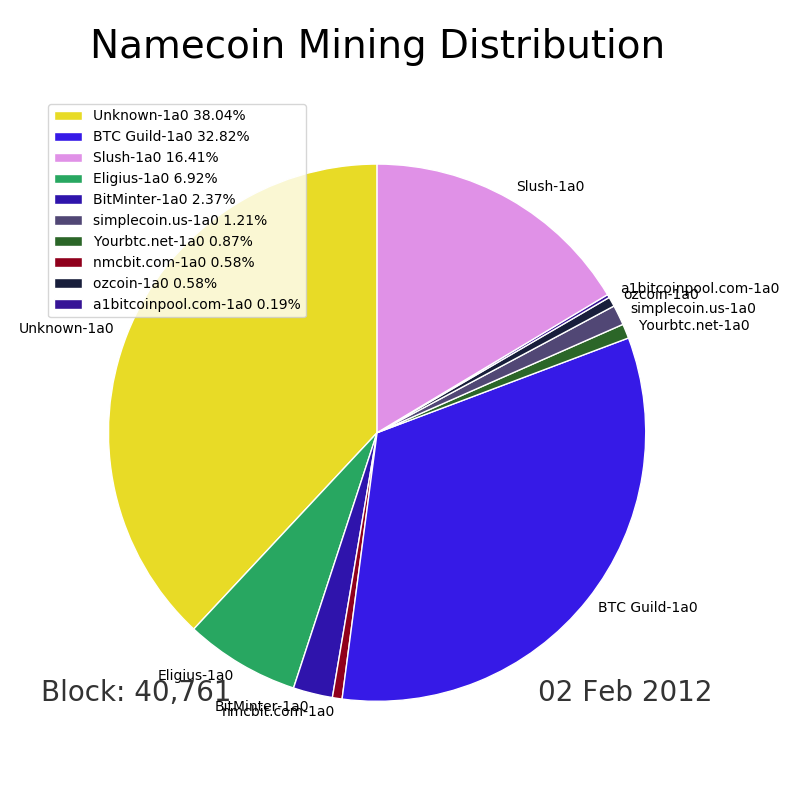 Namecoin Mining Distribution
Unknown-1a0 38.04%
BTC Guild-1a0 32.82%
Slush-1a0 16.41%
Eligius-1a0 6.92%
BitMinter-1a0 2.37%
simplecoin.us-1a0 1.21%
Yourbtc.net-1a0 0.87%
nmcbit.com-1a0 0.58%
ozcoin-1a0 0.58%
a1bitcoinpool.com-1a0 0.19%
Slush-1a0
a1bitcoinpool.com-1a0
ozcoin-1a0
simplecoin.us-1a0
Yourbtc.net-1a0
Unknown-1a0
BTC Guild-1a0
Eligius-1a0
Block: 40,761
02 Feb 2012
BitMinter-1a0
nmcbit.com-1a0